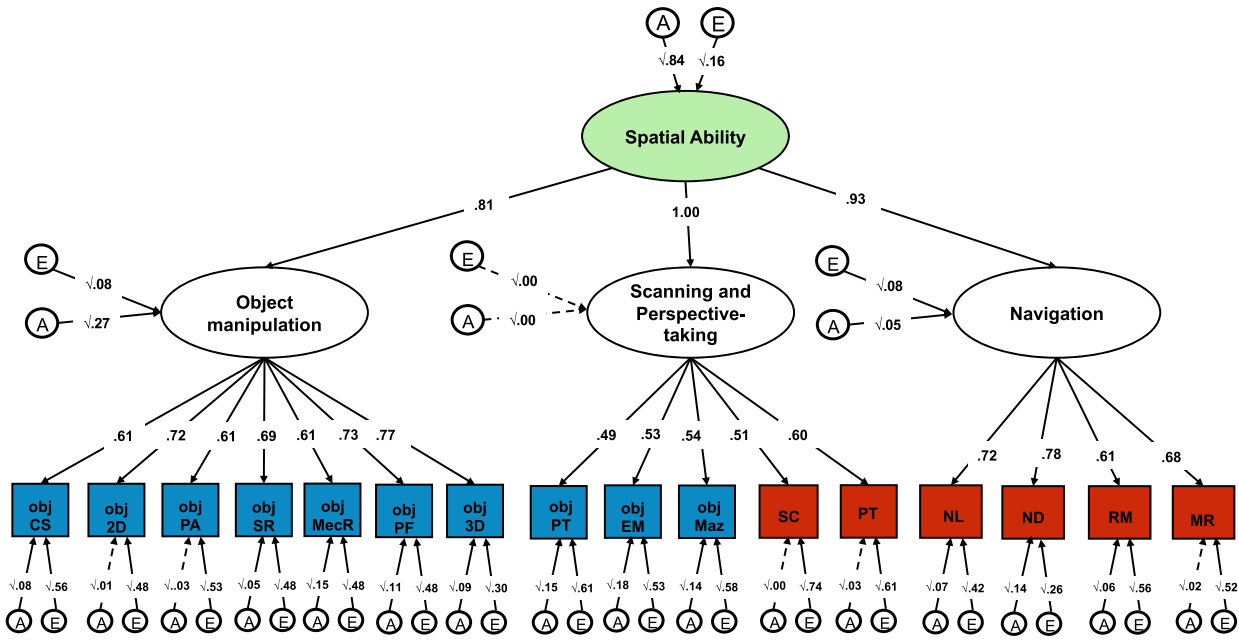 A E
√.84 √.16
Spatial Ability
.81 1.00 .93
E E E
√.08 √.00 √.08
A A A
√.27 √.00 √.05
Object
manipulation
Scanning and
Perspective-
taking
Navigation
.61 .72 .61 .69 .61 .73 .77
.49 .53 .54 .51 .60
.72 .78 .61 .68
obj
CS
obj
2D
obj
PA
obj
SR
obj
MecR
obj
PF
obj
3D
obj
PT
obj
EM
obj
Maz
SC
PT
NL
ND
RM
MR
√.08 √.56 √.01 √.48 √.03 √.53 √.05 √.48 √.15 √.48 √.11 √.48 √.09 √.30 √.15 √.61 √.18 √.53 √.14 √.58 √.00 √.74 √.03 √.61 √.07 √.42 √.14 √.26 √.06 √.56 √.02 √.52
A E A E A E A E A E A E A E A E A E A E A E A E A E A E A E A E